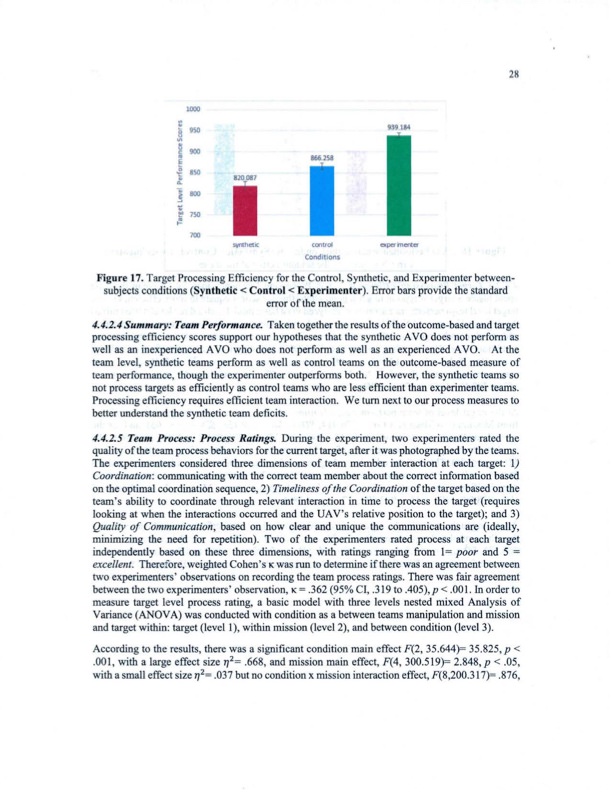 28
1000
950
900
850
800
750
700
Target Level Performance Scores
820.087
866.258
939.184
synthetic
control
experimenter
Conditions
Figure 17. Target Processing Efficiency for the Control, Synthetic, and Experimenter between-
subjects conditions (Synthetic < Control < Experimenter). Error bars provide the standard
error of the mean.
4.4.2.4 Summary: Team Performance. Taken together the results of the outcome-based and target
processing efficiency scores support our hypotheses that the synthetic AVO does not perform as
well as an inexperienced AVO who does not perform as well as an experienced AVO. At the
team level, synthetic teams perform as well as control teams on the outcome-based measure of
team performance, though the experimenter outperforms both. However, the synthetic teams so
not process targets as efficiently as control teams who are less efficient than experimenter teams.
Processing efficiency requires efficient team interaction. We turn next to our process measures to
better understand the synthetic team deficits.
4.4.2.5 Team Process: Process Ratings. During the experiment, two experimenters rated the
quality of the team process behaviors for the current target, after it was photographed by the teams.
The experimenters considered three dimensions of team member interaction at each target: 1)
Coordination: communicating with the correct team member about the correct information based
on the optimal coordination sequence, 2) Timeliness of the Coordination of the target based on the
team's ability to coordinate through relevant interaction in time to process the target (requires
looking at when the interactions occurred and the UAV's relative position to the target); and 3)
Quality of Communication, based on how clear and unique the communications are (ideally,
minimizing the need for repetition). Two of the experimenters rated process at each target
independently based on these three dimensions, with ratings ranging from 1= poor and 5 =
excellent. Therefore, weighted Cohen's κ was run to determine if there was an agreement between
two experimenters' observations on recording the team process ratings. There was fair agreement
between the two experimenters' observation, κ = .362 (95% CI, .319 to .405), p < .001. In order to
measure target level process rating, a basic model with three levels nested mixed Analysis of
Variance (ANOVA) was conducted with condition as a between teams manipulation and mission
and target within: target (level 1), within mission (level 2), and between condition (level 3).
According to the results, there was a significant condition main effect F(2, 35.644)= 35.825, p <
.001, with a large effect size η²= .668, and mission main effect, F(4, 300.519)= 2.848, p < .05,
with a small effect size η²= .037 but no condition x mission interaction effect, F(8,200.317)= .876,